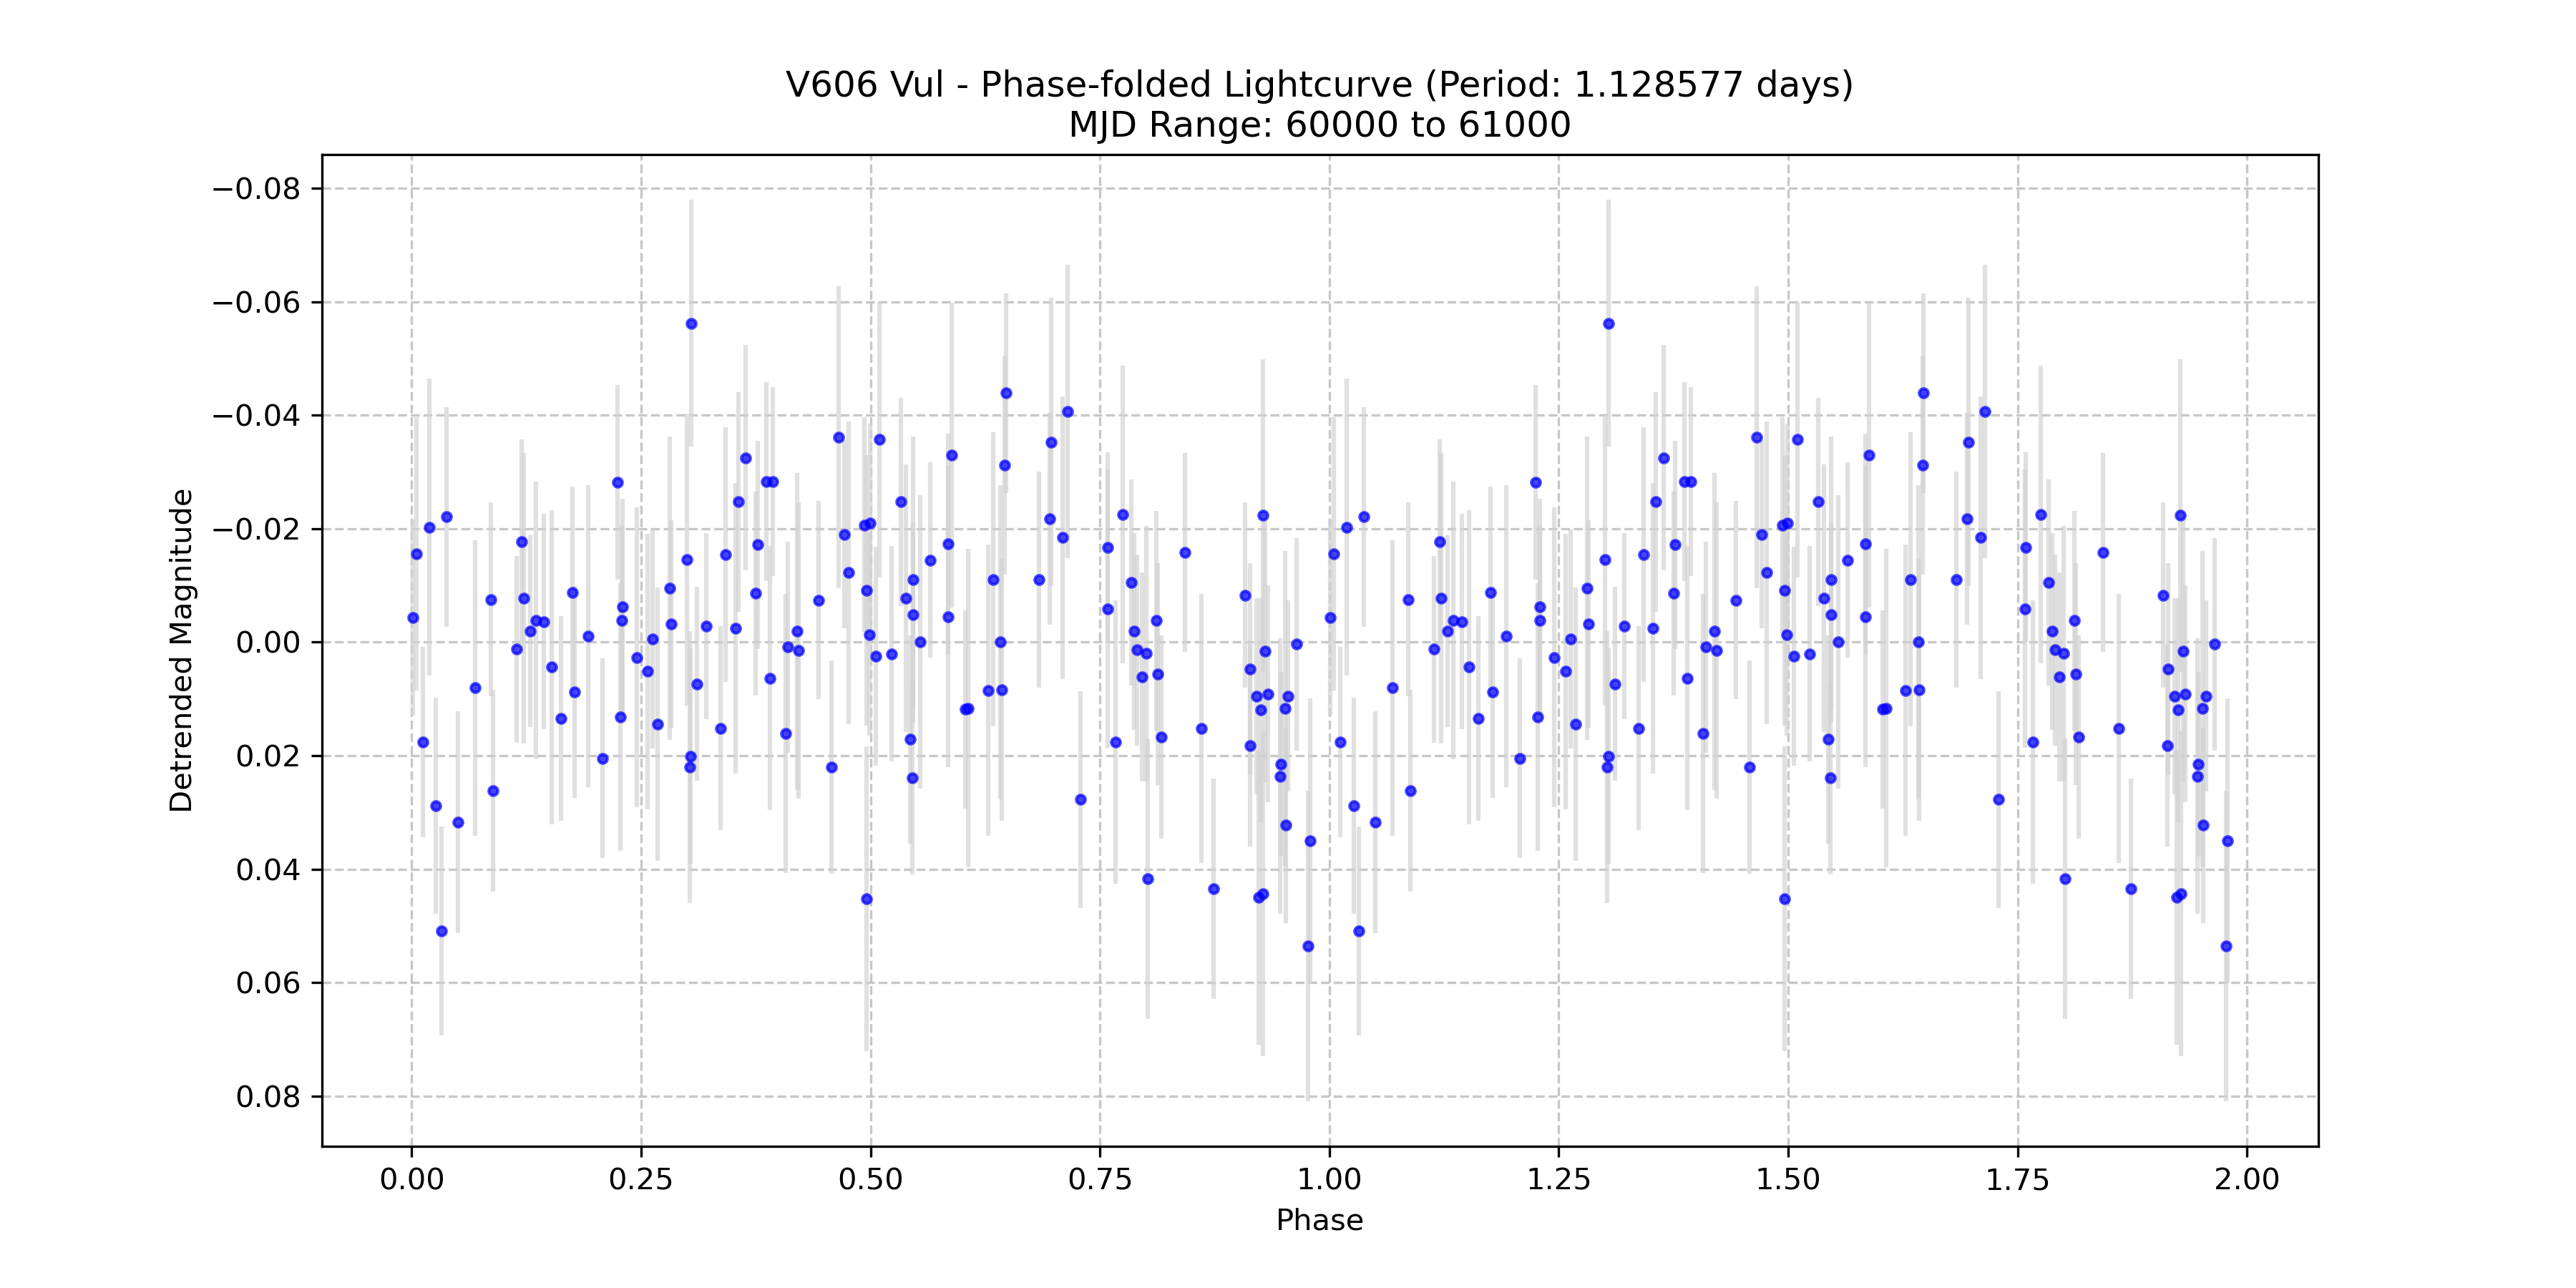 V606 Vul - Phase-folded Lightcurve (Period: 1.128577 days)
MJD Range: 60000 to 61000
Detrended Magnitude
−0.08
−0.06
−0.04
−0.02
0.00
0.02
0.04
0.06
0.08
0.00 0.25 0.50 0.75 1.00 1.25 1.50 1.75 2.00
Phase